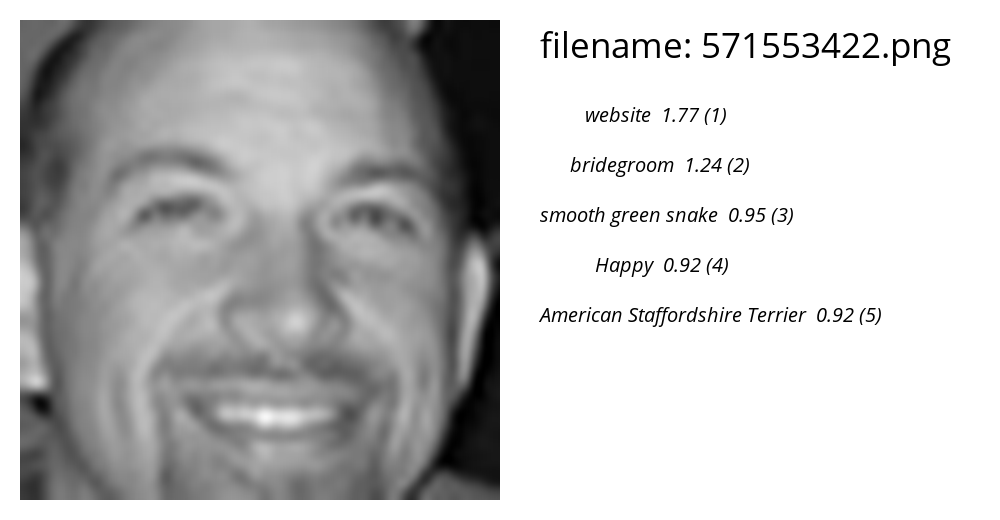 filename: 571553422.png
website 1.77 (1)
bridegroom 1.24 (2)
smooth green snake 0.95 (3)
Happy 0.92 (4)
American Staffordshire Terrier 0.92 (5)